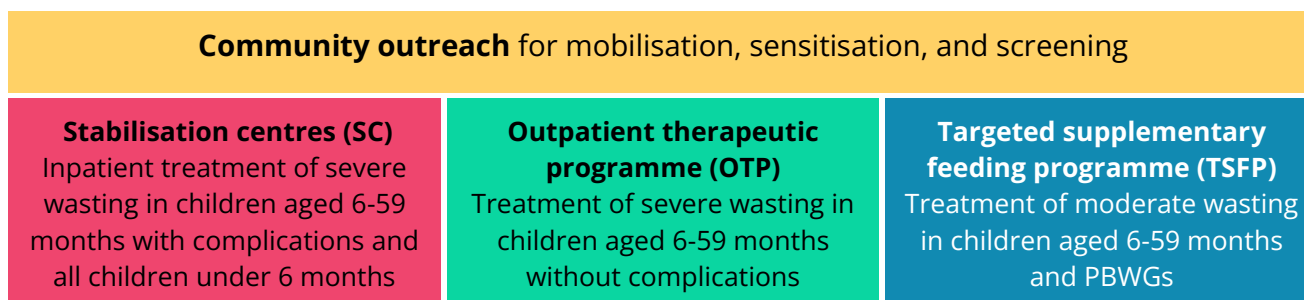 Community outreach for mobilisation, sensitisation, and screening
Stabilisation centres (SC)
Inpatient treatment of severe
wasting in children aged 6-59
months with complications and
all children under 6 months
Outpatient therapeutic
programme (OTP)
Treatment of severe wasting in
children aged 6-59 months
without complications
Targeted supplementary
feeding programme (TSFP)
Treatment of moderate wasting
in children aged 6-59 months
and PBWGs